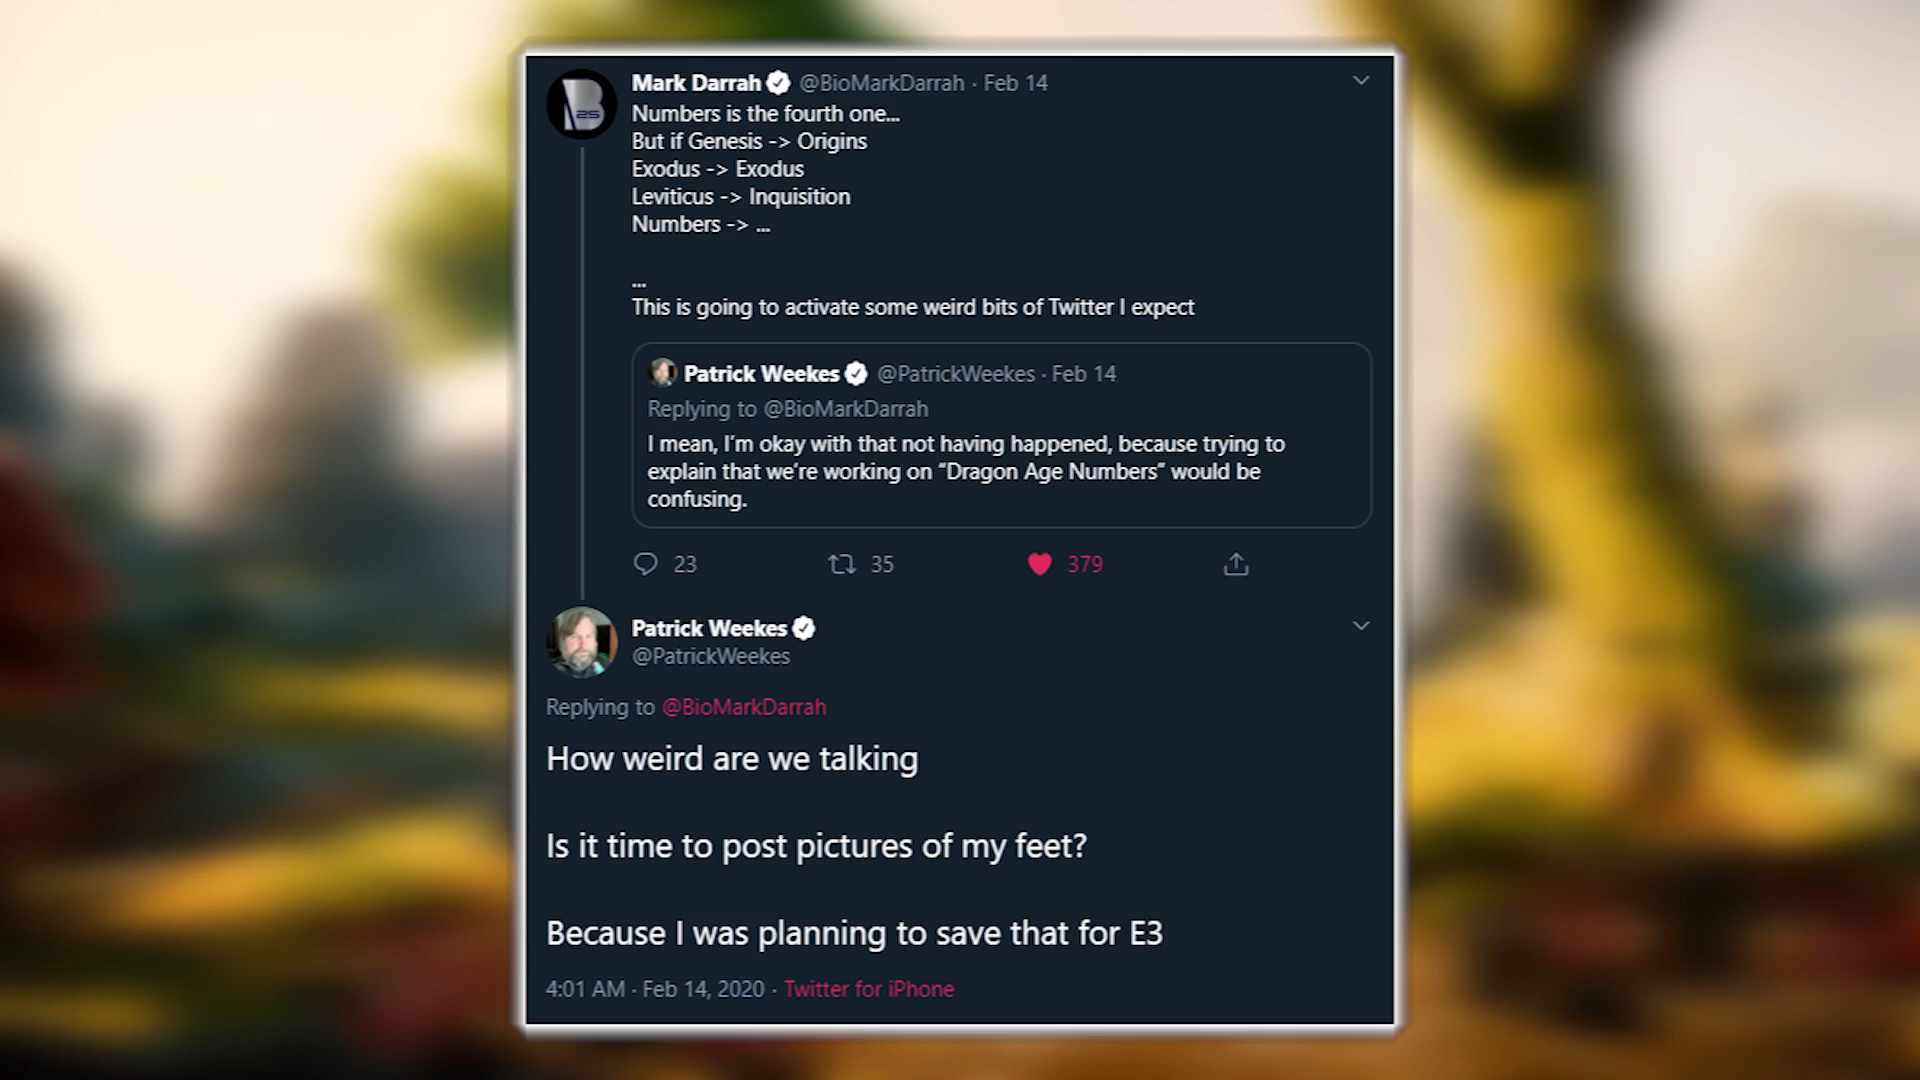 Mark Darrah @BioMarkDarrah · Feb 14
Numbers is the fourth one...
But if Genesis -> Origins
Exodus -> Exodus
Leviticus -> Inquisition
Numbers -> ...
...
This is going to activate some weird bits of Twitter I expect
Patrick Weekes @PatrickWeekes · Feb 14
Replying to @BioMarkDarrah
I mean, I'm okay with that not having happened, because trying to
explain that we're working on "Dragon Age Numbers" would be
confusing.
23 35 379
Patrick Weekes
@PatrickWeekes
Replying to @BioMarkDarrah
How weird are we talking
Is it time to post pictures of my feet?
Because I was planning to save that for E3
4:01 AM · Feb 14, 2020 · Twitter for iPhone